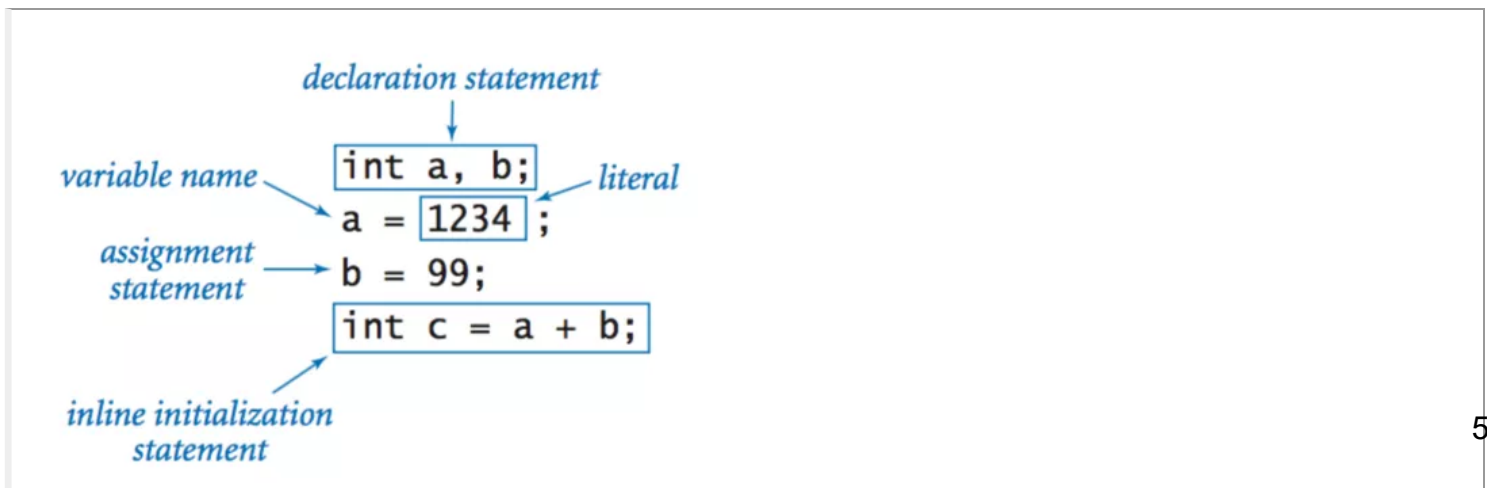 declaration statement
int a, b;
variable name
literal
a = 1234 ;
assignment
statement
b = 99;
int c = a + b;
inline initialization
statement
5